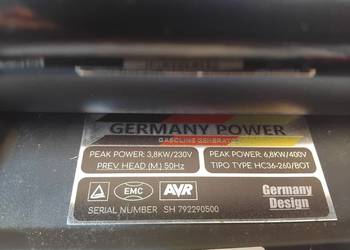 GERMANY POWER
GASOLINE GENERATOR
PEAK POWER: 3,8KW/230V
PREV. HEAD (M.) 50Hz
PEAK POWER: 6,8KW/400V
TIPO TYPE HC36-260/BOT
EMC
AVR
Germany
Design
SERIAL NUMBER SH 792290500